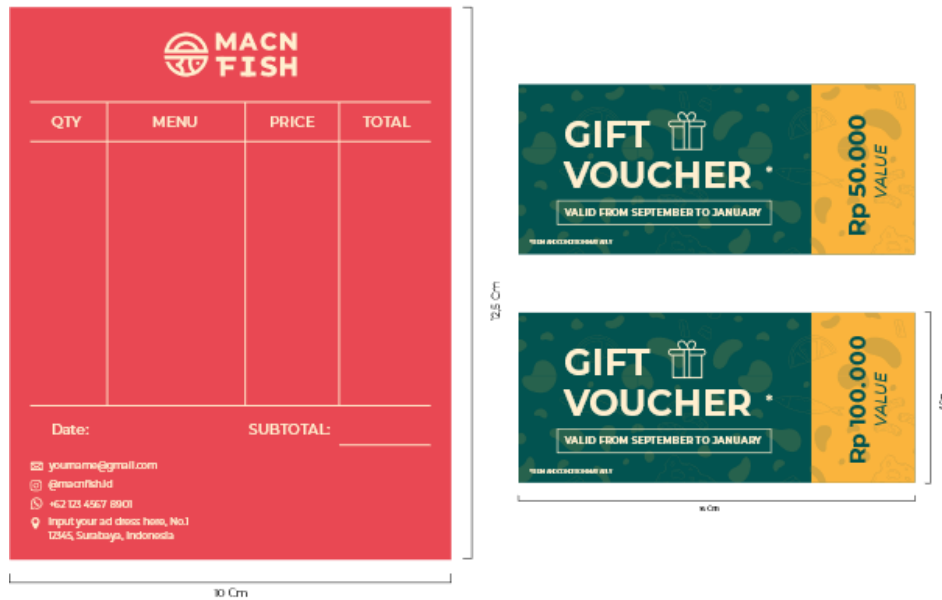 MACN
FISH
QTY MENU PRICE TOTAL
Date: SUBTOTAL:
yourname@gmail.com
@macnfish.id
+62 123 4567 8901
Input your ad dress here, No.1
12345, Surabaya, Indonesia
10 Cm
12,5 Cm
GIFT
VOUCHER *
VALID FROM SEPTEMBER TO JANUARY
Rp 50.000
VALUE
GIFT
VOUCHER *
VALID FROM SEPTEMBER TO JANUARY
Rp 100.000
VALUE